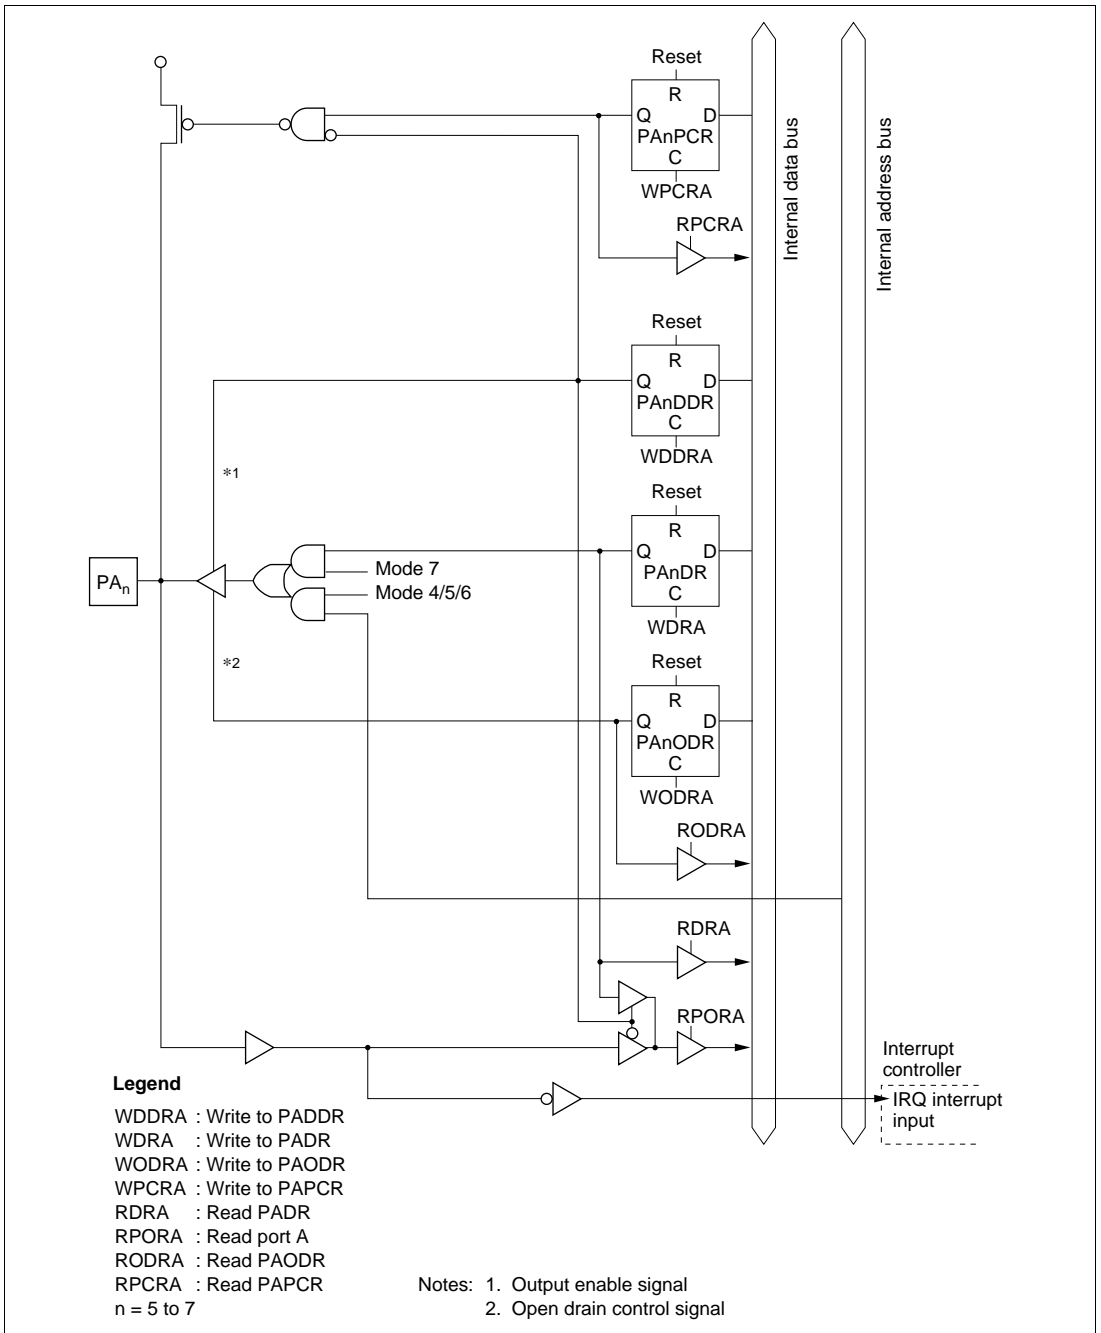 Reset
R
Q D
PAnPCR
C
WPCRA
RPCRA
Internal data bus
Internal address bus
Reset
R
Q D
PAnDDR
C
WDDRA
*1
Reset
R
Q D
PAnDR
C
WDRA
Mode 7
Mode 4/5/6
PAn
*2
Reset
R
Q D
PAnODR
C
WODRA
RODRA
RDRA
RPORA
Interrupt
controller
IRQ interrupt
input
Legend
WDDRA : Write to PADDR
WDRA : Write to PADR
WODRA : Write to PAODR
WPCRA : Write to PAPCR
RDRA : Read PADR
RPORA : Read port A
RODRA : Read PAODR
RPCRA : Read PAPCR
n = 5 to 7
Notes: 1. Output enable signal
2. Open drain control signal